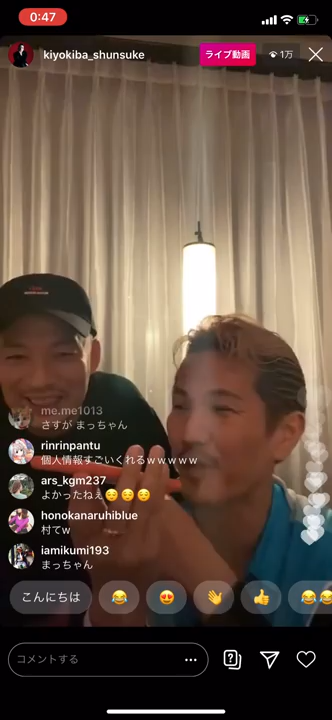 0:47
kiyokiba_shunsuke
ライブ動画
1万
me.me1013
さすが まっちゃん
rinrinpantu
個人情報すごいくれるｗｗｗｗｗ
ars_kgm237
よかったねぇ😌😌😌
honokanaruhiblue
村てw
iamikumi193
まっちゃん
こんにちは 😂 😍 👋 👍 😂😂
コメントする